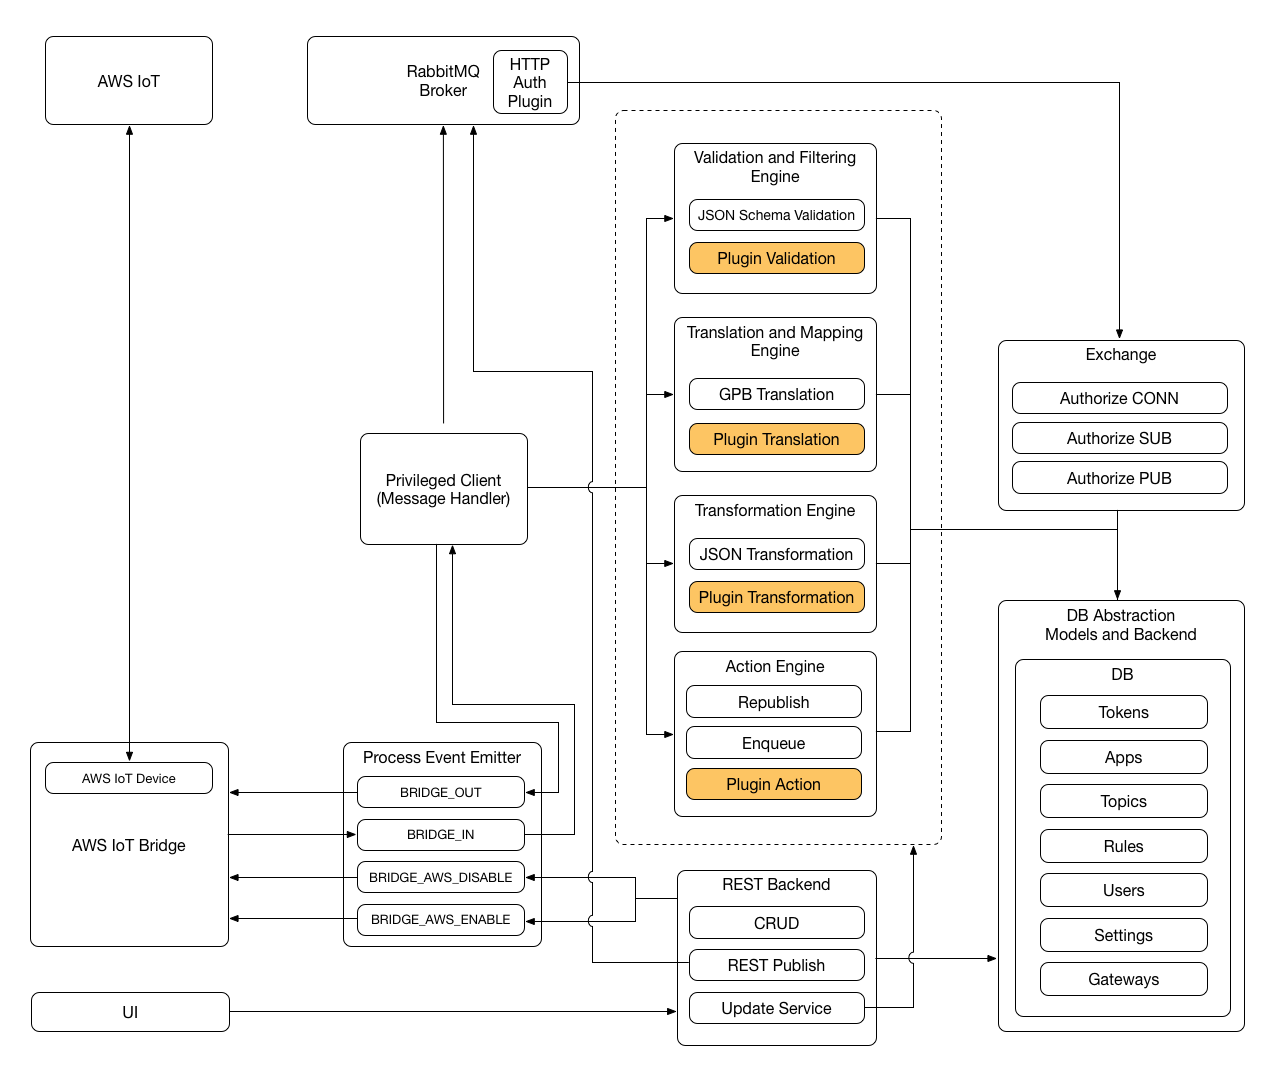 AWS IoT
RabbitMQ
Broker
HTTP
Auth
Plugin
Validation and Filtering
Engine
JSON Schema Validation
Plugin Validation
Translation and Mapping
Engine
GPB Translation
Plugin Translation
Transformation Engine
JSON Transformation
Plugin Transformation
Action Engine
Republish
Enqueue
Plugin Action
Exchange
Authorize CONN
Authorize SUB
Authorize PUB
Privileged Client
(Message Handler)
DB Abstraction
Models and Backend
DB
Tokens
Apps
Topics
Rules
Users
Settings
Gateways
AWS IoT Device
AWS IoT Bridge
Process Event Emitter
BRIDGE_OUT
BRIDGE_IN
BRIDGE_AWS_DISABLE
BRIDGE_AWS_ENABLE
REST Backend
CRUD
REST Publish
Update Service
UI